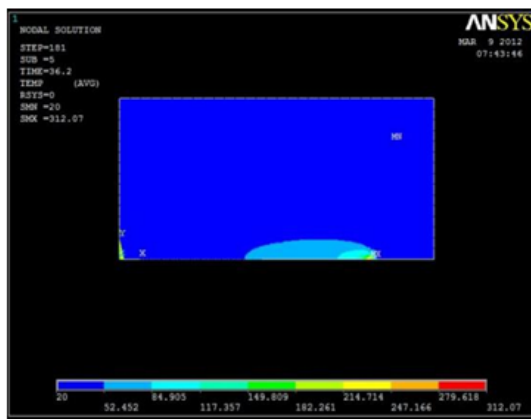 1
NODAL SOLUTION
STEP=181
SUB =5
TIME=36.2
TEMP (AVG)
RSYS=0
SMN =20
SMX =312.07
ANSYS
MAR 9 2012
07:43:46
MN
Y
X
MX
20 84.905 149.809 214.714 279.618
52.452 117.357 182.261 247.166 312.07